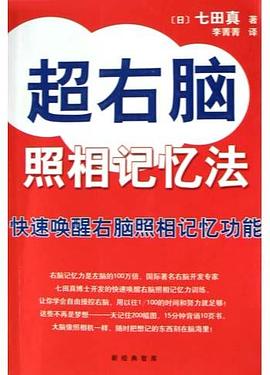 〔日〕七田真 著
李菁菁 译
超右脑
照相记忆法
快速唤醒右脑照相记忆功能
右脑记忆力是左脑的100万倍，国际著名右脑开发专家
七田真博士开发的快速唤醒右脑照相记忆力训练，
让你学会自由操控右脑，用以往1/100的时间和努力就足够！
这些不再是梦想——一天记住200幅图，15分钟背诵10页书。
大脑像照相机一样，随时把想记的东西刻在脑海里！
新经典智库